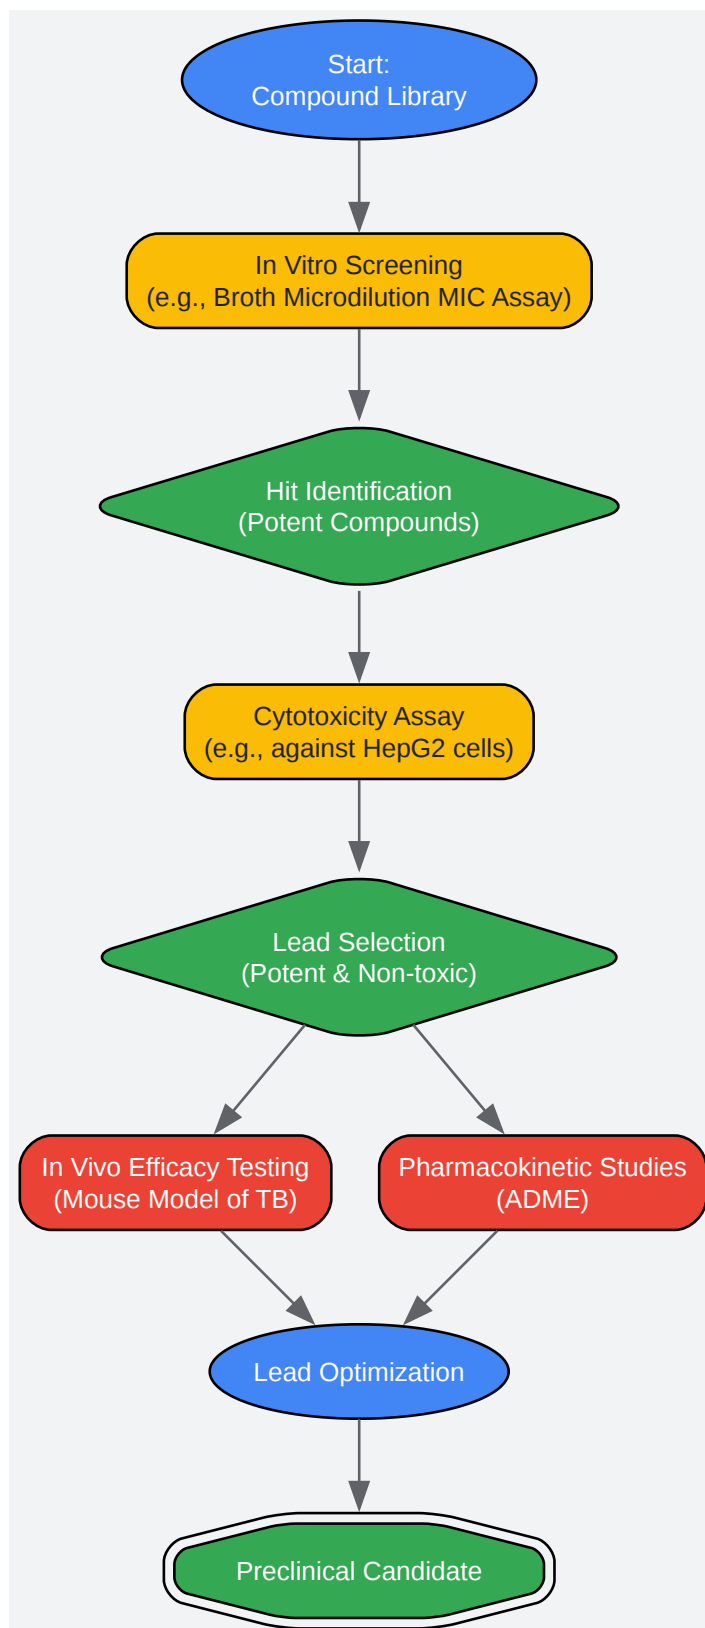 Start:
Compound Library
In Vitro Screening
(e.g., Broth Microdilution MIC Assay)
Hit Identification
(Potent Compounds)
Cytotoxicity Assay
(e.g., against HepG2 cells)
Lead Selection
(Potent & Non-toxic)
In Vivo Efficacy Testing
(Mouse Model of TB)
Pharmacokinetic Studies
(ADME)
Lead Optimization
Preclinical Candidate